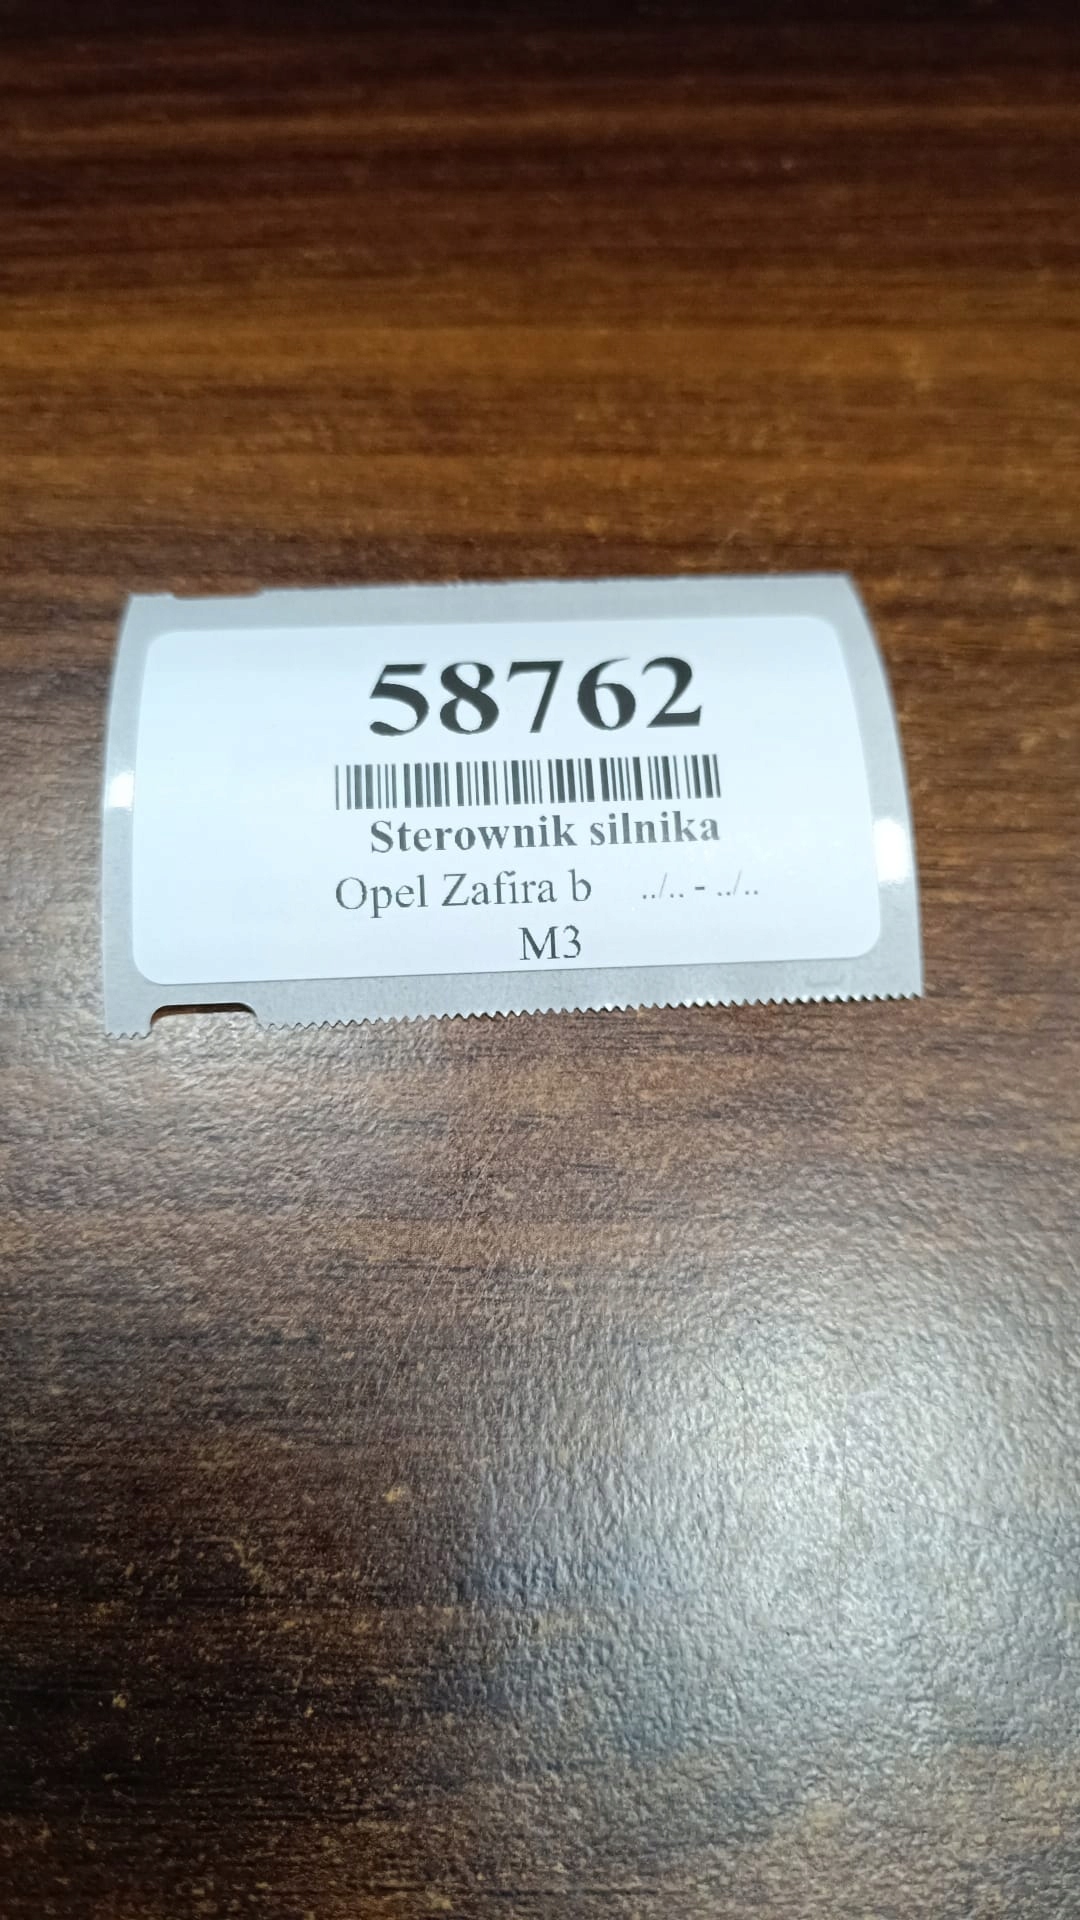 58762
Sterownik silnika
Opel Zafira b ../.. - ../..
M3